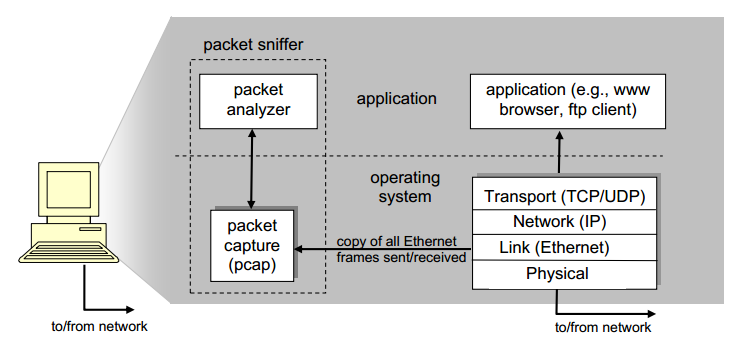 packet sniffer
packet
analyzer
application
application (e.g., www
browser, ftp client)
operating
system
packet
capture
(pcap)
copy of all Ethernet
frames sent/received
Transport (TCP/UDP)
Network (IP)
Link (Ethernet)
Physical
to/from network
to/from network